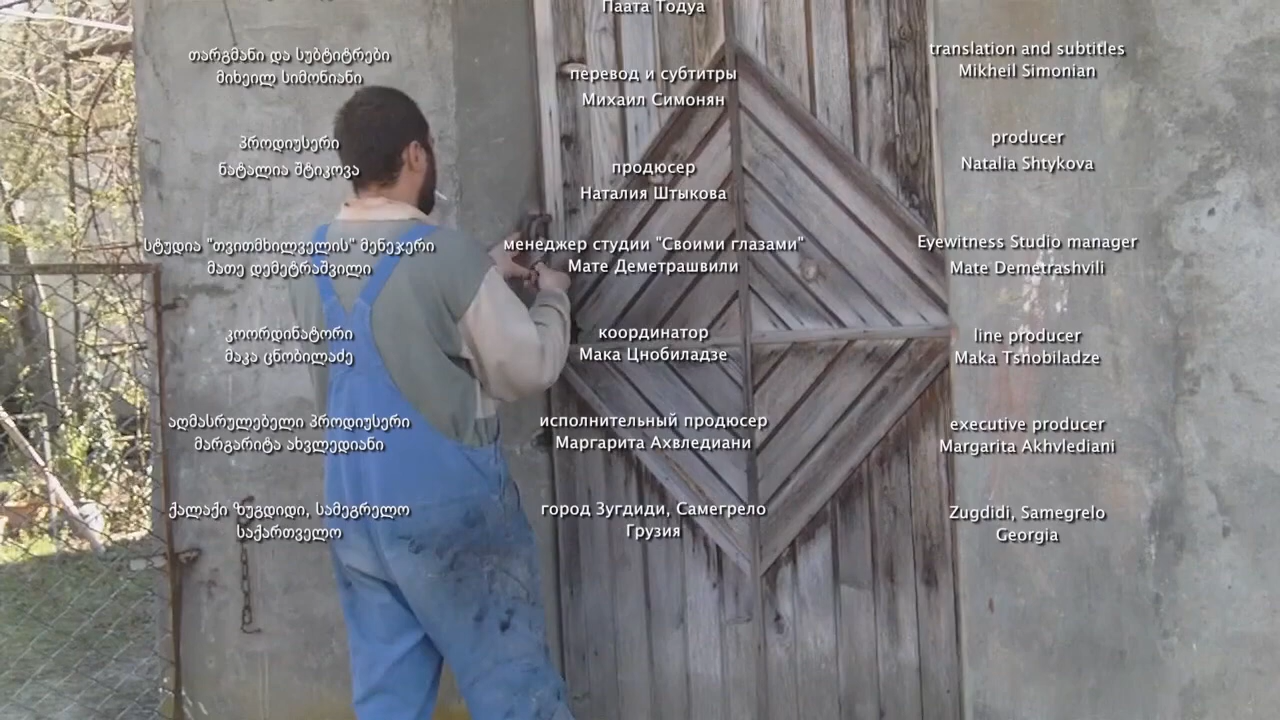 Паата Тодуа
თარგმანი და სუბტიტრები
მიხეილ სიმონიანი
პროდიუსერი
ნატალია შტიკოვა
სტუდია "თვითმხილველის" მენეჯერი
მათე დემეტრაშვილი
კოორდინატორი
მაკა ცნობილაძე
აღმასრულებელი პროდიუსერი
მარგარიტა ახვლედიანი
ქალაქი ზუგდიდი, სამეგრელო
საქართველო
перевод и субтитры
Михаил Симонян
продюсер
Наталия Штыкова
менеджер студии "Своими глазами"
Мате Деметрашвили
координатор
Мака Цнобиладзе
исполнительный продюсер
Маргарита Ахвледиани
город Зугдиди, Самегрело
Грузия
translation and subtitles
Mikheil Simonian
producer
Natalia Shtykova
Eyewitness Studio manager
Mate Demetrashvili
line producer
Maka Tsnobiladze
executive producer
Margarita Akhvlediani
Zugdidi, Samegrelo
Georgia